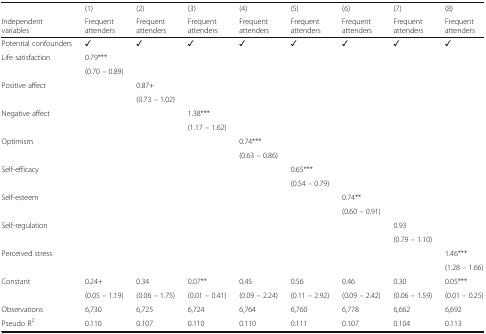 (1) (2) (3) (4) (5) (6) (7) (8)
Independent variables Frequent attenders Frequent attenders Frequent attenders Frequent attenders Frequent attenders Frequent attenders Frequent attenders Frequent attenders
Potential confounders ✓ ✓ ✓ ✓ ✓ ✓ ✓ ✓
Life satisfaction 0.79***
(0.70 – 0.89)
Positive affect 0.87+
(0.73 – 1.02)
Negative affect 1.38***
(1.17 – 1.62)
Optimism 0.74***
(0.63 – 0.86)
Self-efficacy 0.65***
(0.54 – 0.79)
Self-esteem 0.74**
(0.60 – 0.91)
Self-regulation 0.93
(0.79 – 1.10)
Perceived stress 1.46***
(1.28 – 1.66)
Constant 0.24+ 0.34 0.07** 0.45 0.56 0.46 0.30 0.05***
(0.05 – 1.19) (0.06 – 1.75) (0.01 – 0.41) (0.09 – 2.24) (0.11 – 2.92) (0.09 – 2.42) (0.06 – 1.59) (0.01 – 0.25)
Observations 6,730 6,725 6,724 6,764 6,760 6,778 6,662 6,692
Pseudo R² 0.110 0.107 0.110 0.110 0.111 0.107 0.104 0.113